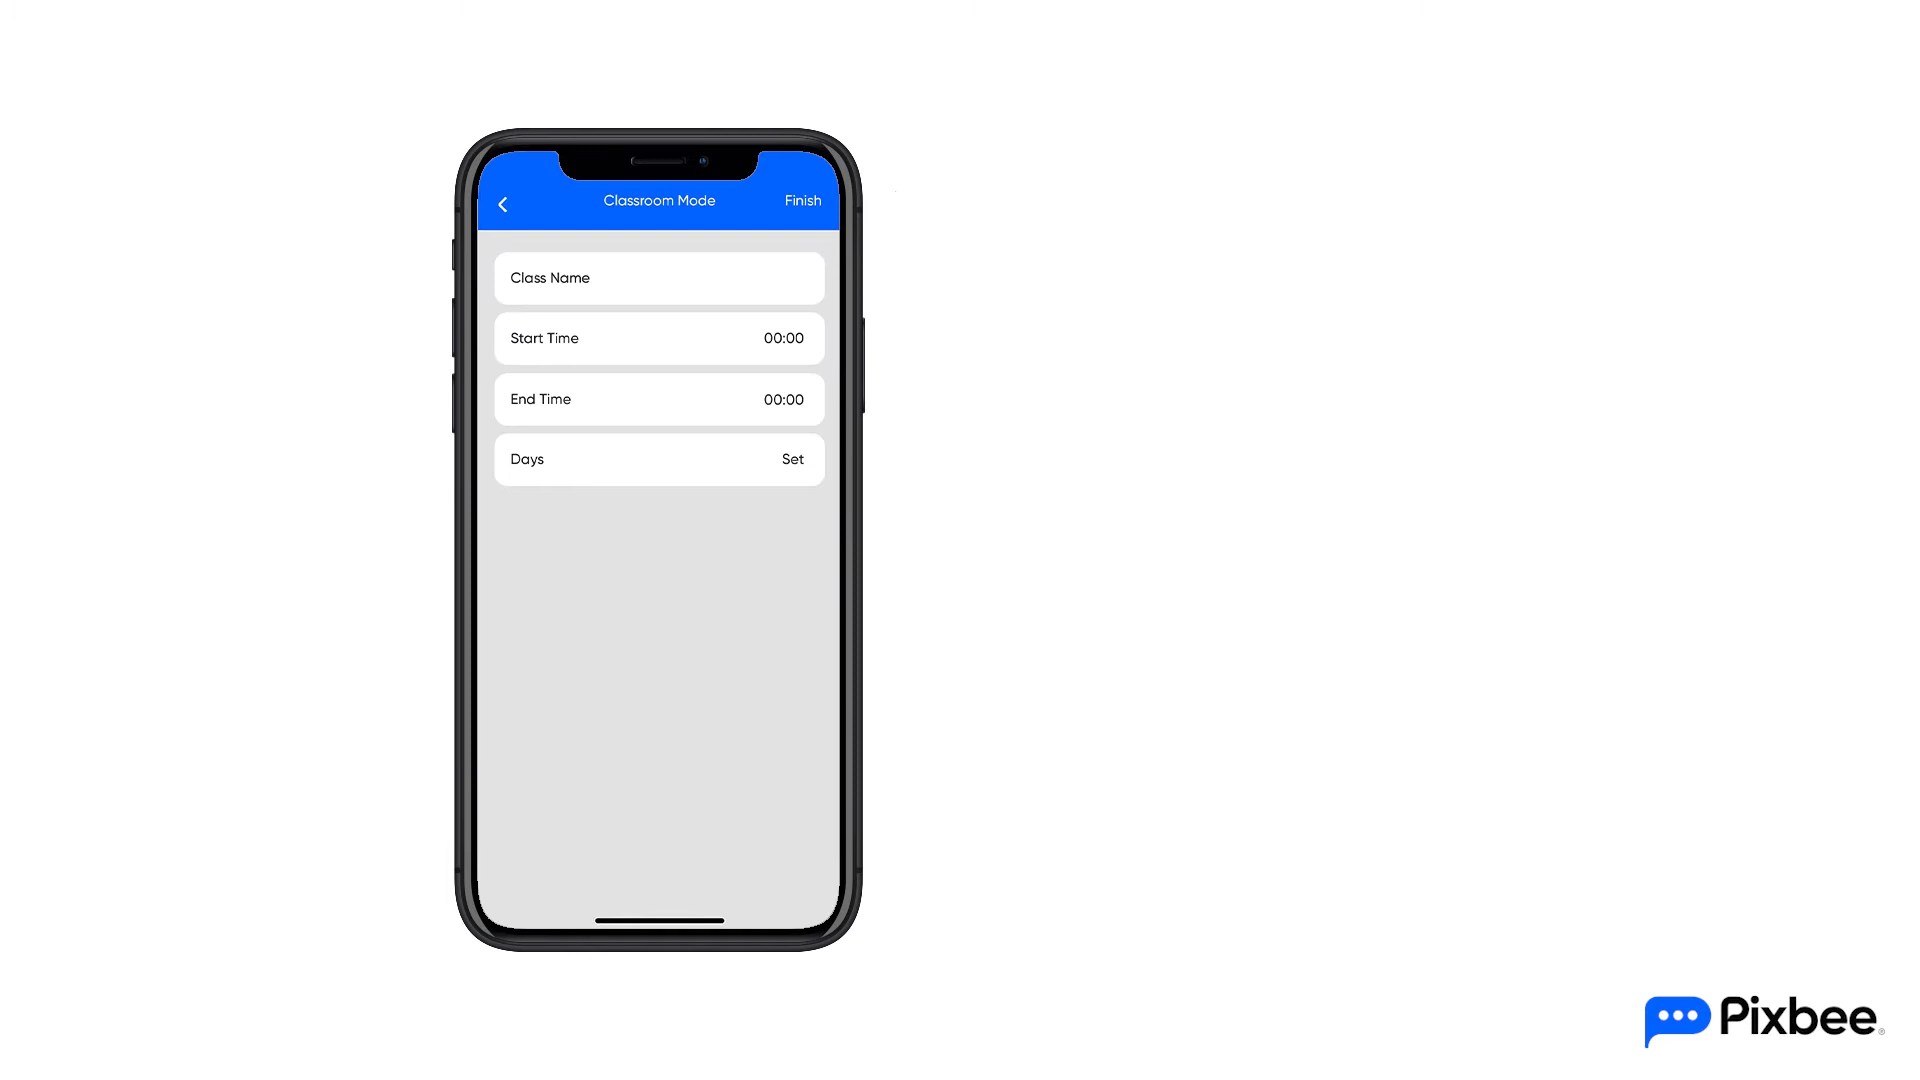 Classroom Mode Finish
Class Name
Start Time 00:00
End Time 00:00
Days Set
Pixbee®